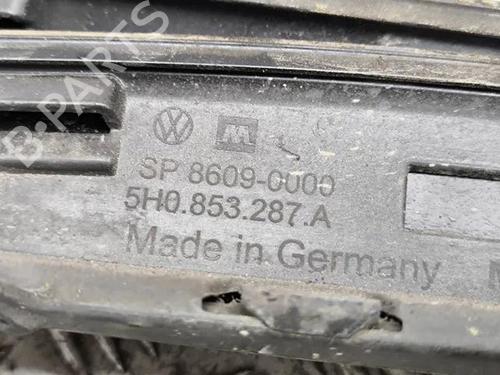 B-PARTS
SP 8609-0000
5H0.853.287.A
Made in Germany